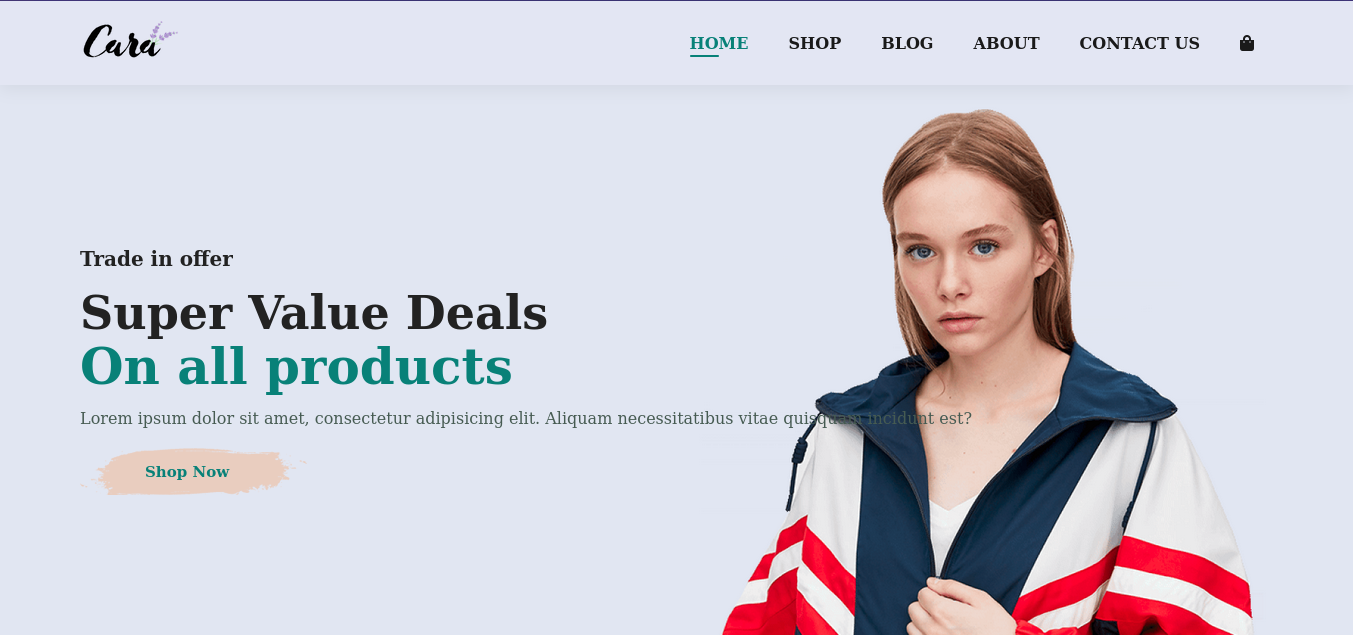 Cara
HOME SHOP BLOG ABOUT CONTACT US
Trade in offer
Super Value Deals
On all products
Lorem ipsum dolor sit amet, consectetur adipisicing elit. Aliquam necessitatibus vitae quisquam incidunt est?
Shop Now